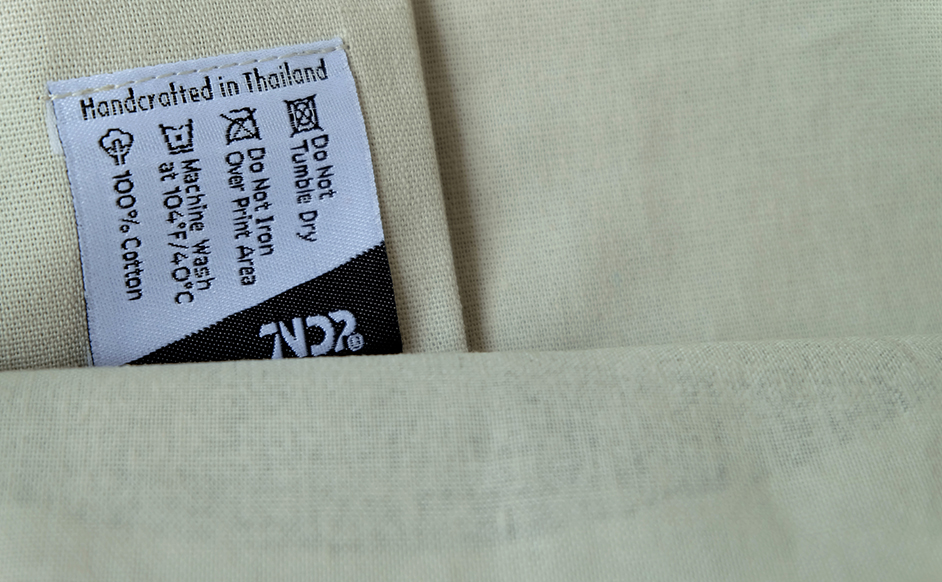 Handcrafted in Thailand
Do Not
Tumble Dry
Do Not Iron
Over Print Area
Machine Wash
at 104°F/40°C
100% Cotton